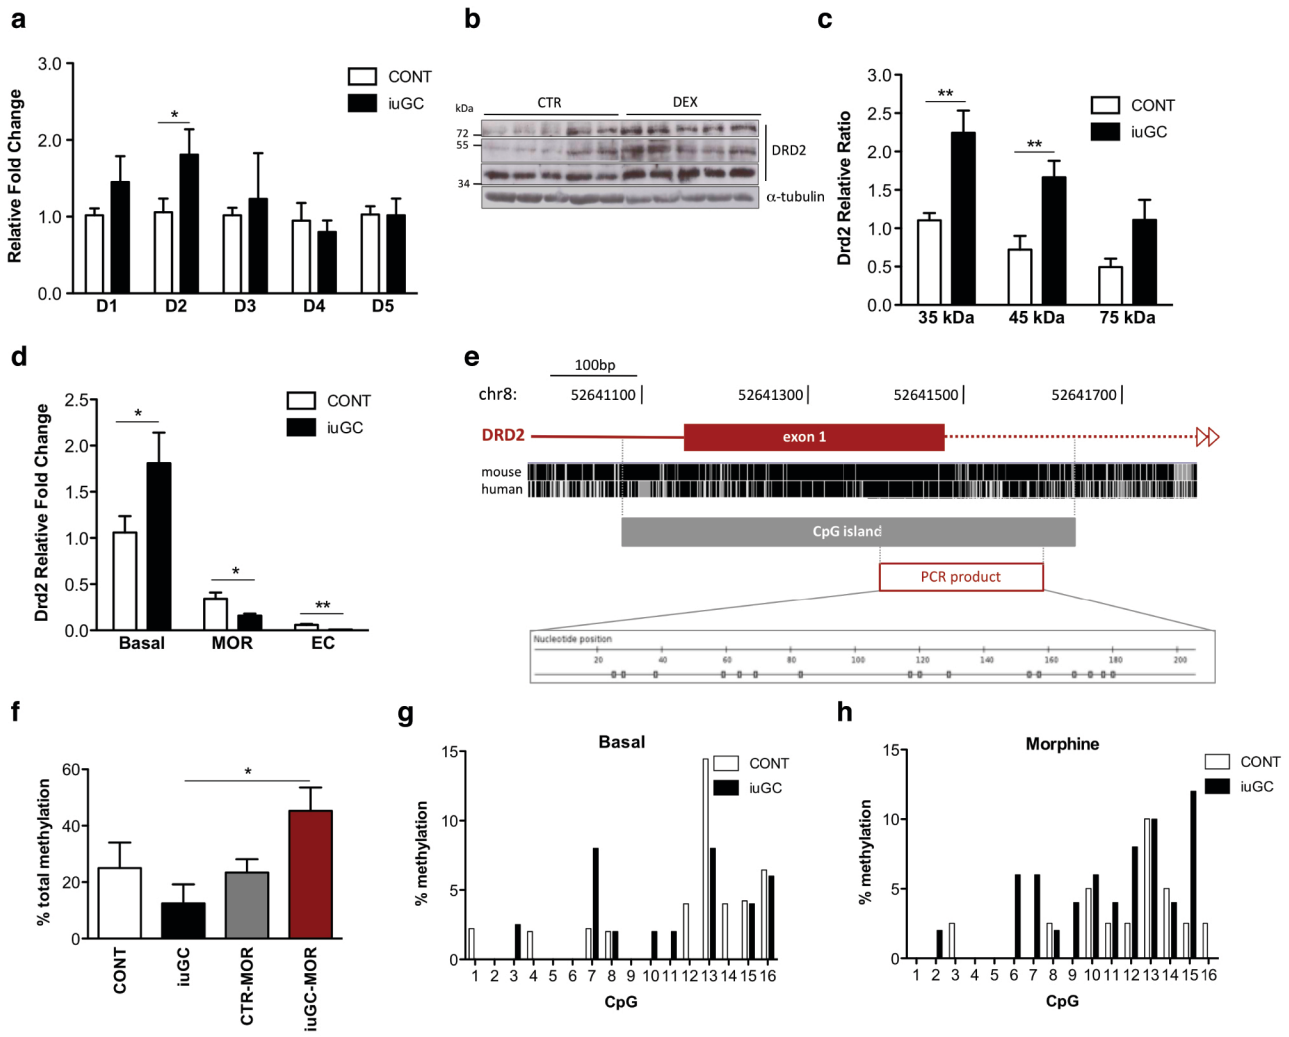 a
Relative Fold Change
3.0
2.0
1.0
0.0
*
D1 D2 D3 D4 D5
CONT
iuGC
b
kDa
CTR DEX
72
55
34
DRD2
α-tubulin
c
Drd2 Relative Ratio
3.0
2.5
2.0
1.5
1.0
0.5
0.0
**
**
35 kDa 45 kDa 75 kDa
CONT
iuGC
d
Drd2 Relative Fold Change
2.5
2.0
1.5
1.0
0.5
0.0
*
*
**
Basal MOR EC
CONT
iuGC
e
100bp
chr8: 52641100 52641300 52641500 52641700
DRD2 exon 1
mouse
human
CpG island
PCR product
Nucleotide position
20 40 60 80 100 120 140 160 180 200
f
% total methylation
60
40
20
0
*
CONT
iuGC
CTR-MOR
iuGC-MOR
g
Basal
% methylation
15
10
5
0
1 2 3 4 5 6 7 8 9 10 11 12 13 14 15 16
CpG
CONT
iuGC
h
Morphine
% methylation
15
10
5
0
1 2 3 4 5 6 7 8 9 10 11 12 13 14 15 16
CpG
CONT
iuGC